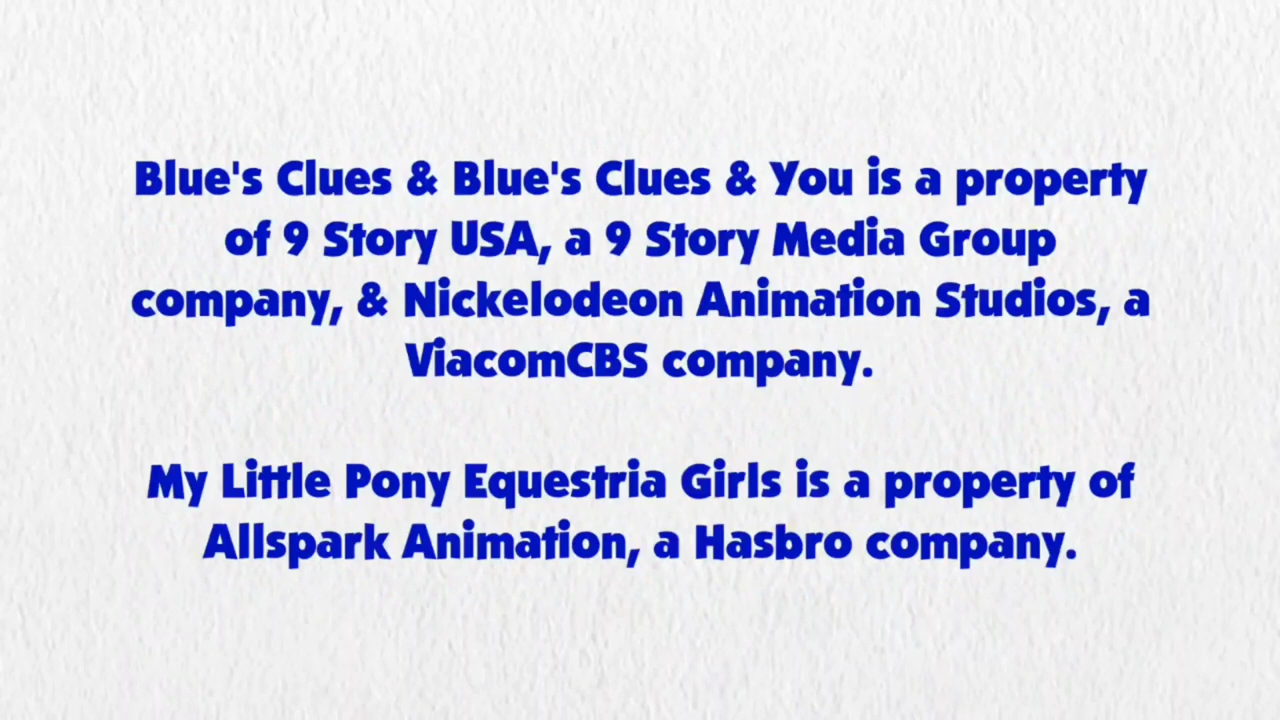 Blue's Clues & Blue's Clues & You is a property
of 9 Story USA, a 9 Story Media Group
company, & Nickelodeon Animation Studios, a
ViacomCBS company.
My Little Pony Equestria Girls is a property of
Allspark Animation, a Hasbro company.